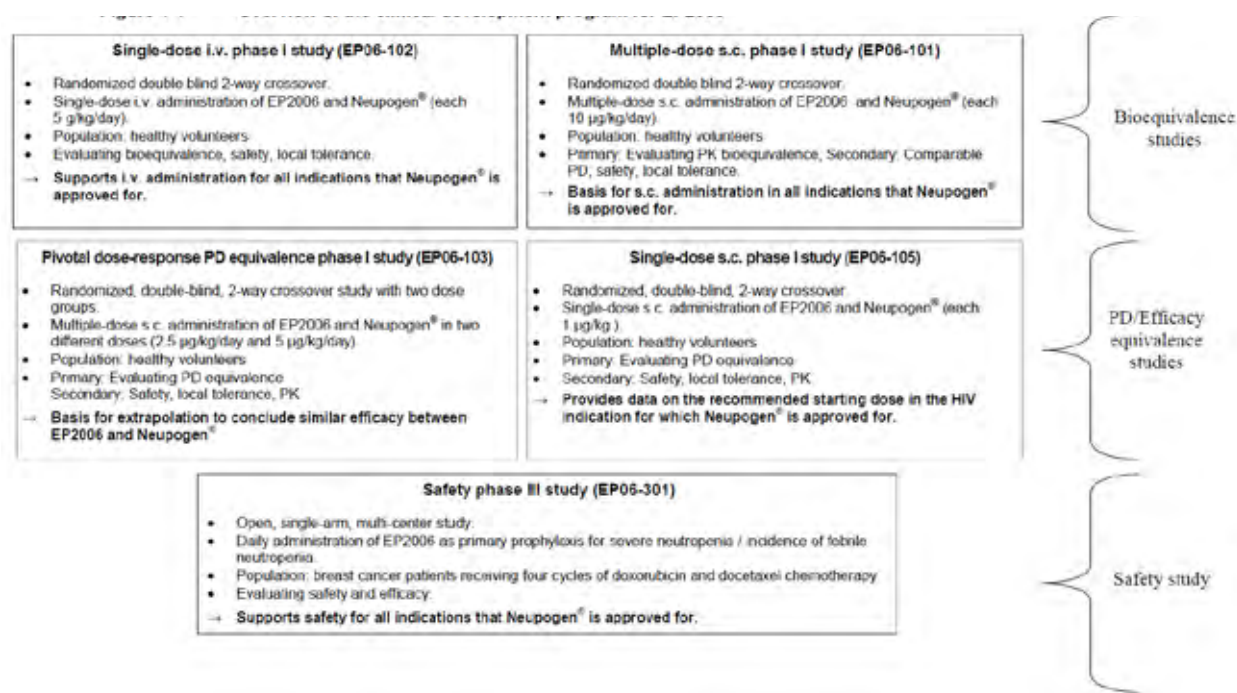 Single-dose i.v. phase I study (EP06-102)
• Randomized double blind 2-way crossover.
• Single-dose i.v. administration of EP2006 and Neupogen® (each
5 g/kg/day).
• Population: healthy volunteers
• Evaluating bioequivalence, safety, local tolerance.
→ Supports i.v. administration for all indications that Neupogen® is
approved for.
Multiple-dose s.c. phase I study (EP06-101)
• Randomized double blind 2-way crossover.
• Multiple-dose s.c. administration of EP2006 and Neupogen® (each
10 µg/kg/day)
• Population: healthy volunteers
• Primary: Evaluating PK bioequivalence, Secondary: Comparable
PD, safety, local tolerance.
→ Basis for s.c. administration in all indications that Neupogen®
is approved for.
Bioequivalence
studies
Pivotal dose-response PD equivalence phase I study (EP06-103)
• Randomized, double-blind, 2-way crossover study with two dose
groups.
• Multiple-dose s.c. administration of EP2006 and Neupogen® in two
different doses (2.5 µg/kg/day and 5 µg/kg/day)
• Population: healthy volunteers
• Primary: Evaluating PD equivalence
Secondary: Safety, local tolerance, PK
→ Basis for extrapolation to conclude similar efficacy between
EP2006 and Neupogen®
Single-dose s.c. phase I study (EP06-105)
• Randomized, double-blind, 2-way crossover
• Single-dose s.c. administration of EP2006 and Neupogen® (each
1 µg/kg ).
• Population: healthy volunteers
• Primary: Evaluating PD equivalence
• Secondary: Safety, local tolerance, PK
→ Provides data on the recommended starting dose in the HIV
indication for which Neupogen® is approved for.
PD/Efficacy
equivalence
studies
Safety phase III study (EP06-301)
• Open, single-arm, multi-center study.
• Daily administration of EP2006 as primary prophylaxis for severe neutropenia / incidence of febrile
neutropenia.
• Population: breast cancer patients receiving four cycles of doxorubicin and docetaxel chemotherapy
• Evaluating safety and efficacy.
→ Supports safety for all indications that Neupogen® is approved for.
Safety study